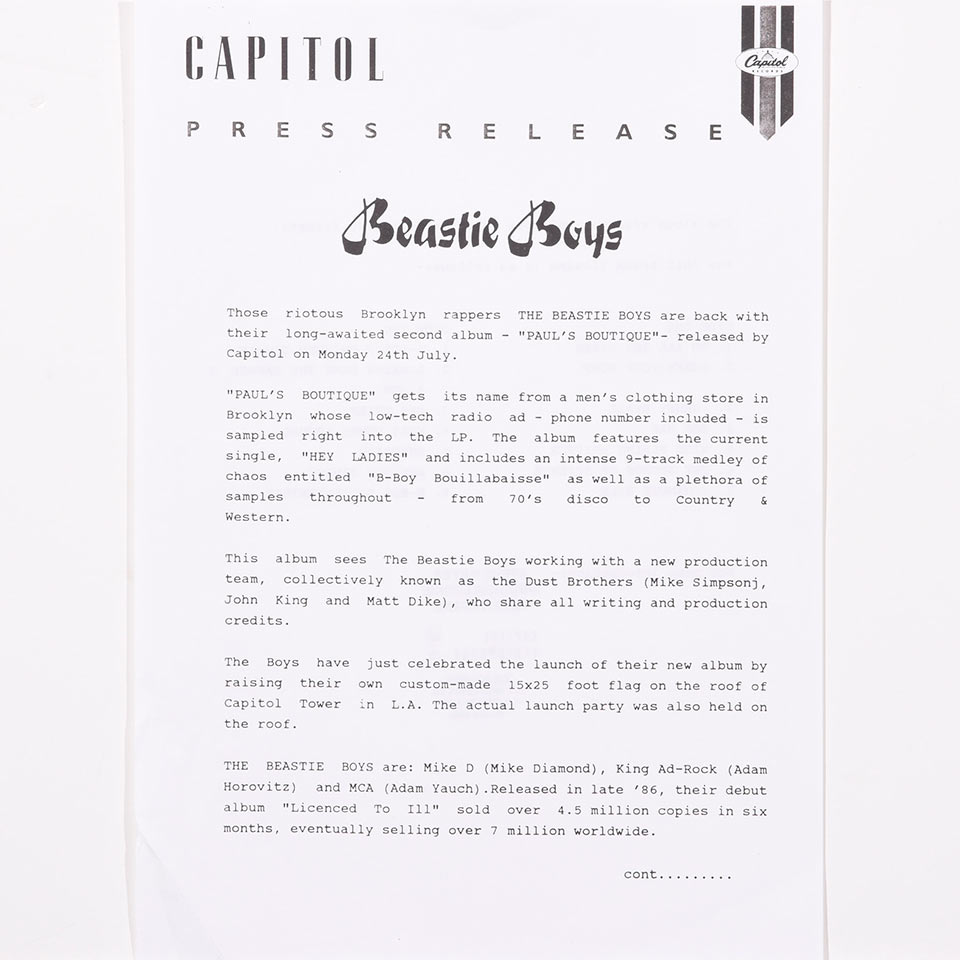 CAPITOL
Capitol
RECORDS
PRESS RELEASE
Beastie Boys
Those riotous Brooklyn rappers THE BEASTIE BOYS are back with
their long-awaited second album - "PAUL'S BOUTIQUE"- released by
Capitol on Monday 24th July.
"PAUL'S BOUTIQUE" gets its name from a men's clothing store in
Brooklyn whose low-tech radio ad - phone number included - is
sampled right into the LP. The album features the current
single, "HEY LADIES" and includes an intense 9-track medley of
chaos entitled "B-Boy Bouillabaisse" as well as a plethora of
samples throughout - from 70's disco to Country &
Western.
This album sees The Beastie Boys working with a new production
team, collectively known as the Dust Brothers (Mike Simpsonj,
John King and Matt Dike), who share all writing and production
credits.
The Boys have just celebrated the launch of their new album by
raising their own custom-made 15x25 foot flag on the roof of
Capitol Tower in L.A. The actual launch party was also held on
the roof.
THE BEASTIE BOYS are: Mike D (Mike Diamond), King Ad-Rock (Adam
Horovitz) and MCA (Adam Yauch).Released in late '86, their debut
album "Licenced To Ill" sold over 4.5 million copies in six
months, eventually selling over 7 million worldwide.
cont.........